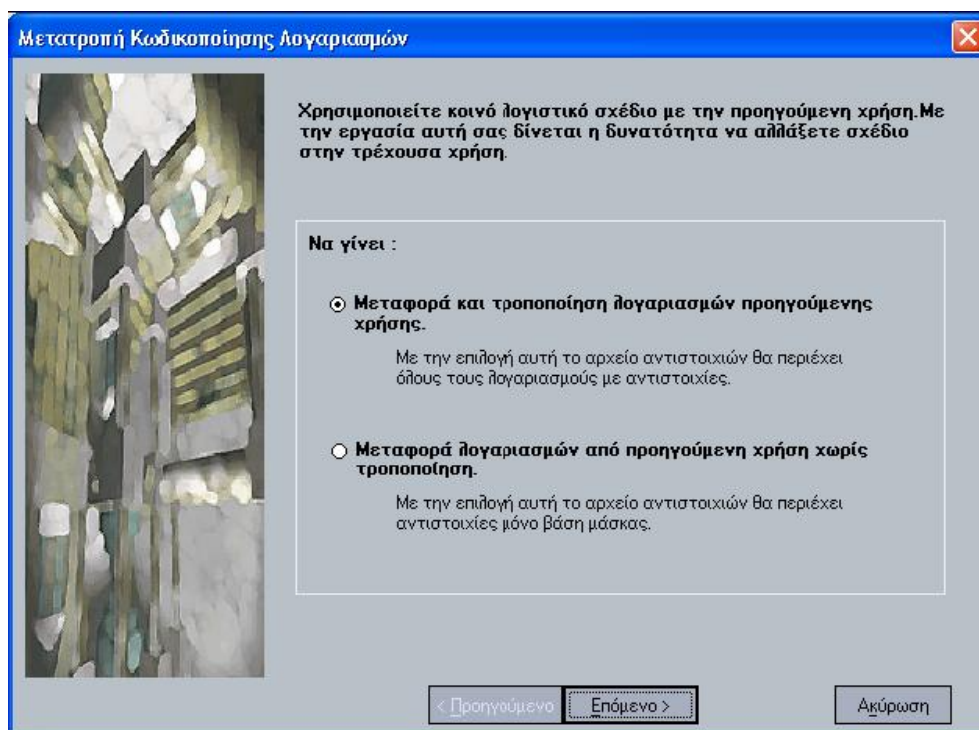 Μετατροπή Κωδικοποίησης Λογαριασμών
Χρησιμοποιείτε κοινό λογιστικό σχέδιο με την προηγούμενη χρήση.Με
την εργασία αυτή σας δίνεται η δυνατότητα να αλλάξετε σχέδιο
στην τρέχουσα χρήση.
Να γίνει :
Μεταφορά και τροποποίηση λογαριασμών προηγούμενης
χρήσης.
Με την επιλογή αυτή το αρχείο αντιστοιχιών θα περιέχει
όλους τους λογαριασμούς με αντιστοιχίες.
Μεταφορά λογαριασμών από προηγούμενη χρήση χωρίς
τροποποίηση.
Με την επιλογή αυτή το αρχείο αντιστοιχιών θα περιέχει
αντιστοιχίες μόνο βάση μάσκας.
< Προηγούμενο
Επόμενο >
Ακύρωση